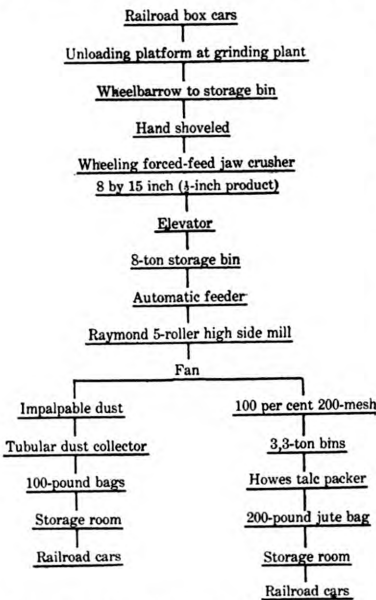 Railroad box cars
Unloading platform at grinding plant
Wheelbarrow to storage bin
Hand shoveled
Wheeling forced-feed jaw crusher
8 by 15 inch (½-inch product)
Elevator
8-ton storage bin
Automatic feeder
Raymond 5-roller high side mill
Fan
Impalpable dust
Tubular dust collector
100-pound bags
Storage room
Railroad cars
100 per cent 200-mesh
3,3-ton bins
Howes talc packer
200-pound jute bag
Storage room
Railroad cars